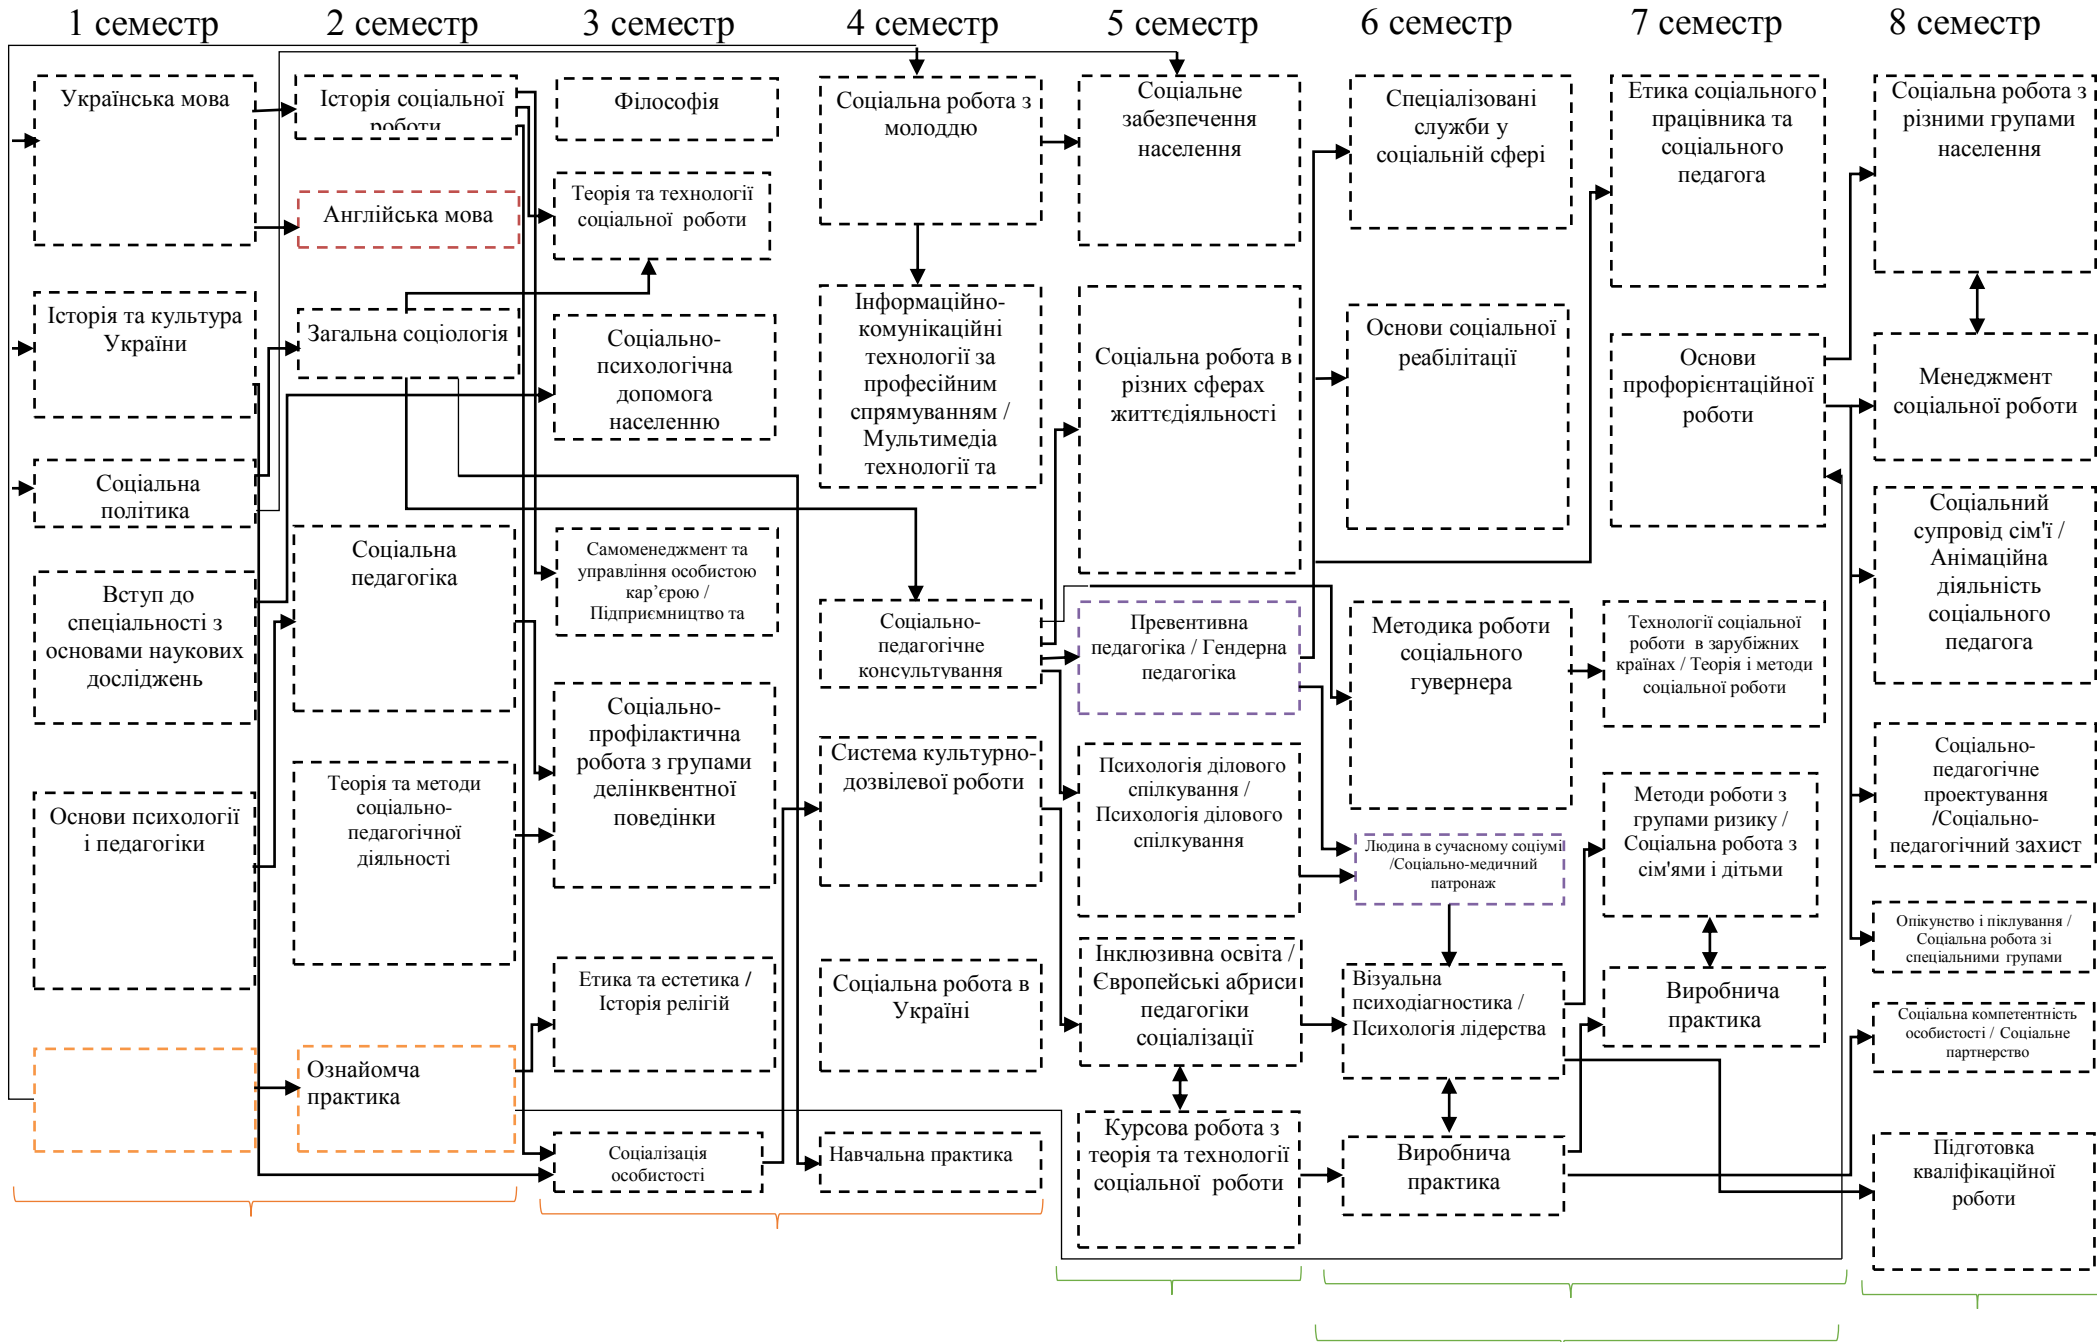 1 семестр
2 семестр
3 семестр
4 семестр
5 семестр
6 семестр
7 семестр
8 семестр
Українська мова
Історія та культура
України
Соціальна
політика
Вступ до
спеціальності з
основами наукових
досліджень
Основи психології
і педагогіки
Історія соціальної
роботи
Англійська мова
Загальна соціологія
Соціальна
педагогіка
Теорія та методи
соціально-
педагогічної
діяльності
Ознайомча
практика
Філософія
Теорія та технології
соціальної роботи
Соціально-
психологічна
допомога
населенню
Самоменеджмент та
управління особистою
кар’єрою /
Підприємництво та
Соціально-
профілактична
робота з групами
делінквентної
поведінки
Етика та естетика /
Історія релігій
Соціалізація
особистості
Соціальна робота з
молоддю
Інформаційно-
комунікаційні
технології за
професійним
спрямуванням /
Мультимедіа
технології та
Соціально-
педагогічне
консультування
Система культурно-
дозвілевої роботи
Соціальна робота в
Україні
Навчальна практика
Соціальне
забезпечення
населення
Соціальна робота в
різних сферах
життєдіяльності
Превентивна
педагогіка / Гендерна
педагогіка
Психологія ділового
спілкування /
Психологія ділового
спілкування
Інклюзивна освіта /
Європейські абриси
педагогіки
соціалізації
Курсова робота з
теорія та технології
соціальної роботи
Спеціалізовані
служби у
соціальній сфері
Основи соціальної
реабілітації
Методика роботи
соціального
гувернера
Людина в сучасному соціумі
/Соціально-медичний
патронаж
Візуальна
психодіагностика /
Психологія лідерства
Виробнича
практика
Етика соціального
працівника та
соціального
педагога
Основи
профорієнтаційної
роботи
Технології соціальної
роботи в зарубіжних
країнах / Теорія і методи
соціальної роботи
Методи роботи з
групами ризику /
Соціальна робота з
сім'ями і дітьми
Виробнича
практика
Соціальна робота з
різними групами
населення
Менеджмент
соціальної роботи
Соціальний
супровід сім'ї /
Анімаційна
діяльність
соціального
педагога
Соціально-
педагогічне
проектування
/Соціально-
педагогічний захист
Опікунство і піклування /
Соціальна робота зі
спеціальними групами
Соціальна компетентність
особистості / Соціальне
партнерство
Підготовка
кваліфікаційної
роботи